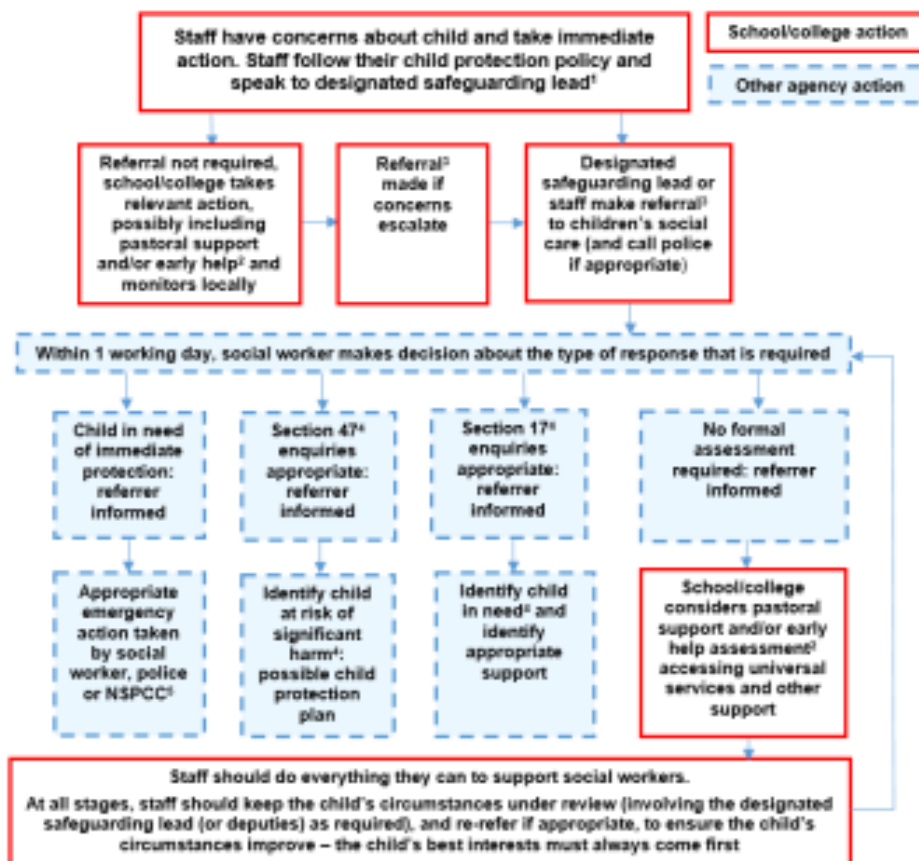 Staff have concerns about child and take immediate
action. Staff follow their child protection policy and
speak to designated safeguarding lead¹
School/college action
Other agency action
Referral not required,
school/college takes
relevant action,
possibly including
pastoral support
and/or early help² and
monitors locally
Referral³
made if
concerns
escalate
Designated
safeguarding lead or
staff make referral³
to children's social
care (and call police
if appropriate)
Within 1 working day, social worker makes decision about the type of response that is required
Child in need
of immediate
protection:
referrer
informed
Section 47⁴
enquiries
appropriate:
referrer
informed
Section 17⁴
enquiries
appropriate:
referrer
informed
No formal
assessment
required: referrer
informed
Appropriate
emergency
action taken
by social
worker, police
or NSPCC⁵
Identify child
at risk of
significant
harm⁴:
possible child
protection
plan
Identify child
in need⁴ and
identify
appropriate
support
School/college
considers pastoral
support and/or early
help assessment²
accessing universal
services and other
support
Staff should do everything they can to support social workers.
At all stages, staff should keep the child's circumstances under review (involving the designated
safeguarding lead (or deputies) as required), and re-refer if appropriate, to ensure the child's
circumstances improve – the child's best interests must always come first